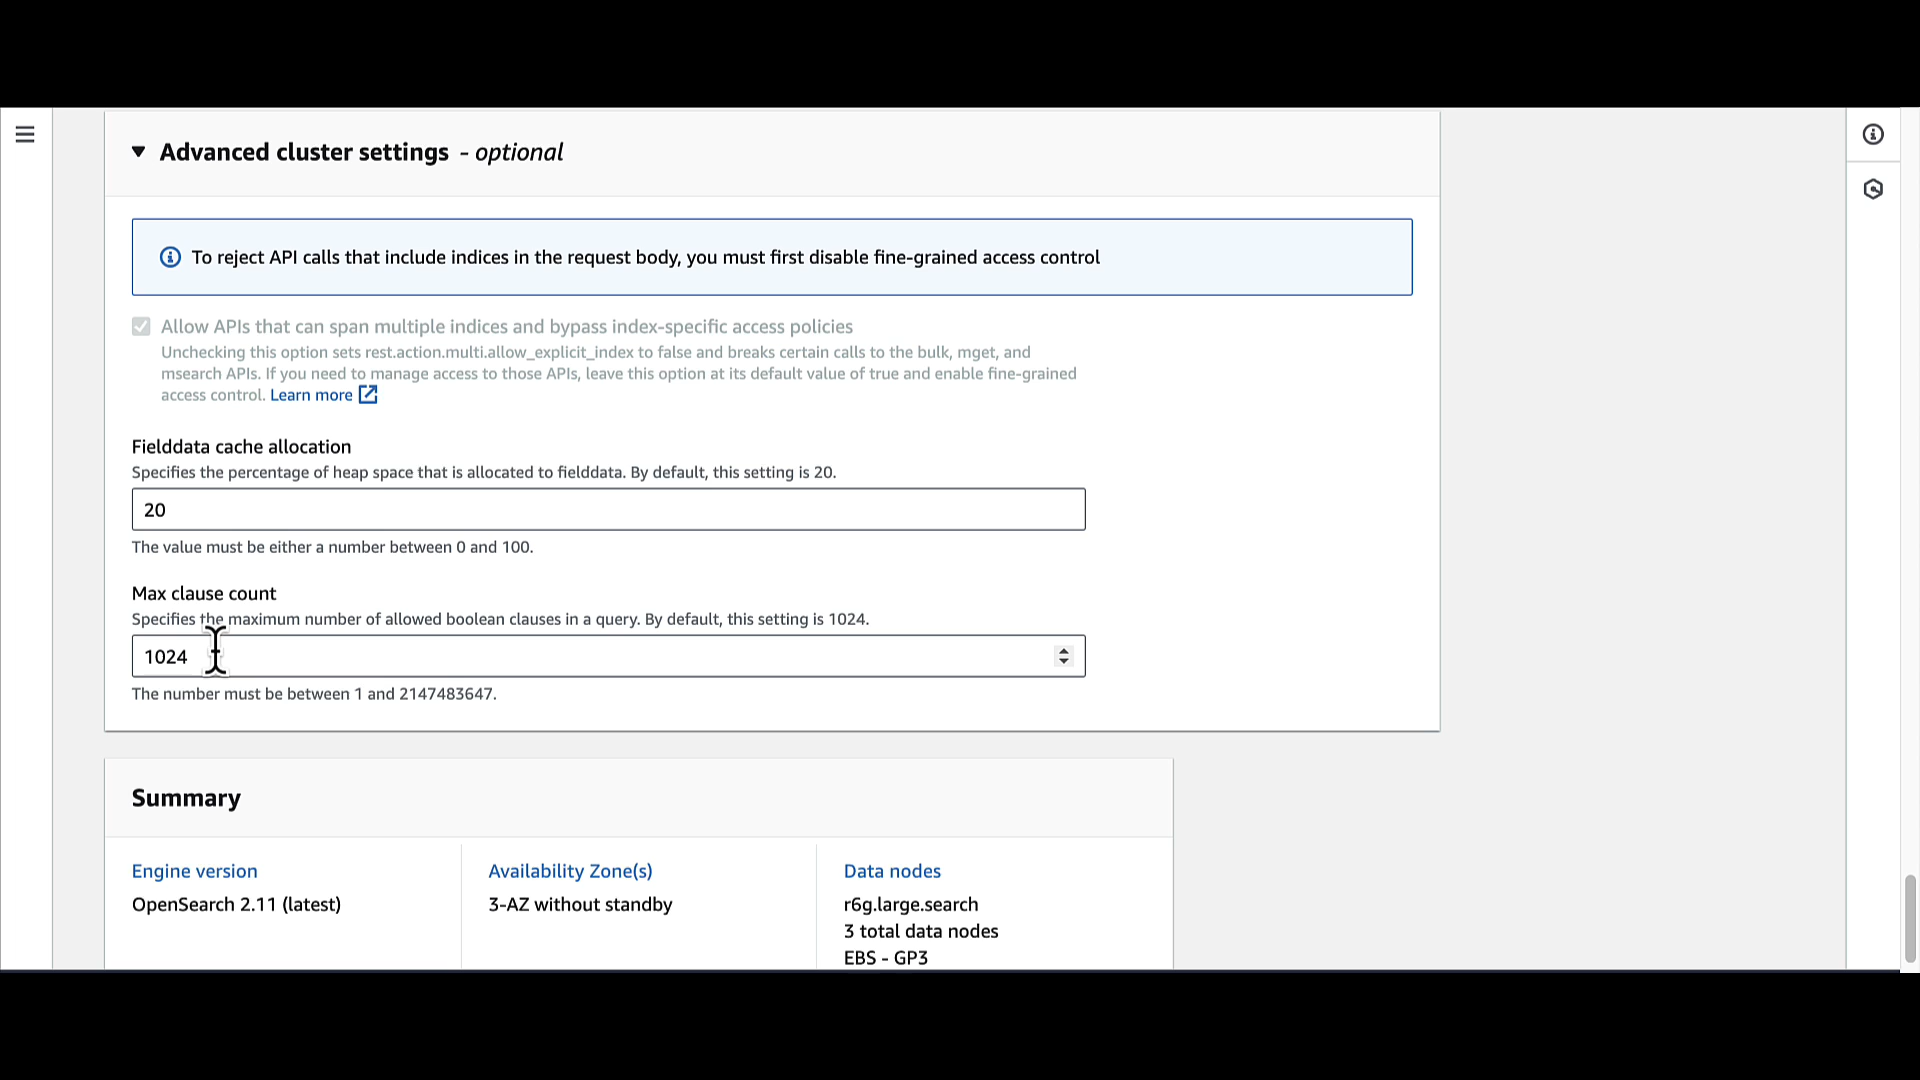 Advanced cluster settings - optional
To reject API calls that include indices in the request body, you must first disable fine-grained access control
Allow APIs that can span multiple indices and bypass index-specific access policies
Unchecking this option sets rest.action.multi.allow_explicit_index to false and breaks certain calls to the bulk, mget, and
msearch APIs. If you need to manage access to those APIs, leave this option at its default value of true and enable fine-grained
access control. Learn more
Fielddata cache allocation
Specifies the percentage of heap space that is allocated to fielddata. By default, this setting is 20.
20
The value must be either a number between 0 and 100.
Max clause count
Specifies the maximum number of allowed boolean clauses in a query. By default, this setting is 1024.
1024
The number must be between 1 and 2147483647.
Summary
Engine version
OpenSearch 2.11 (latest)
Availability Zone(s)
3-AZ without standby
Data nodes
r6g.large.search
3 total data nodes
EBS - GP3